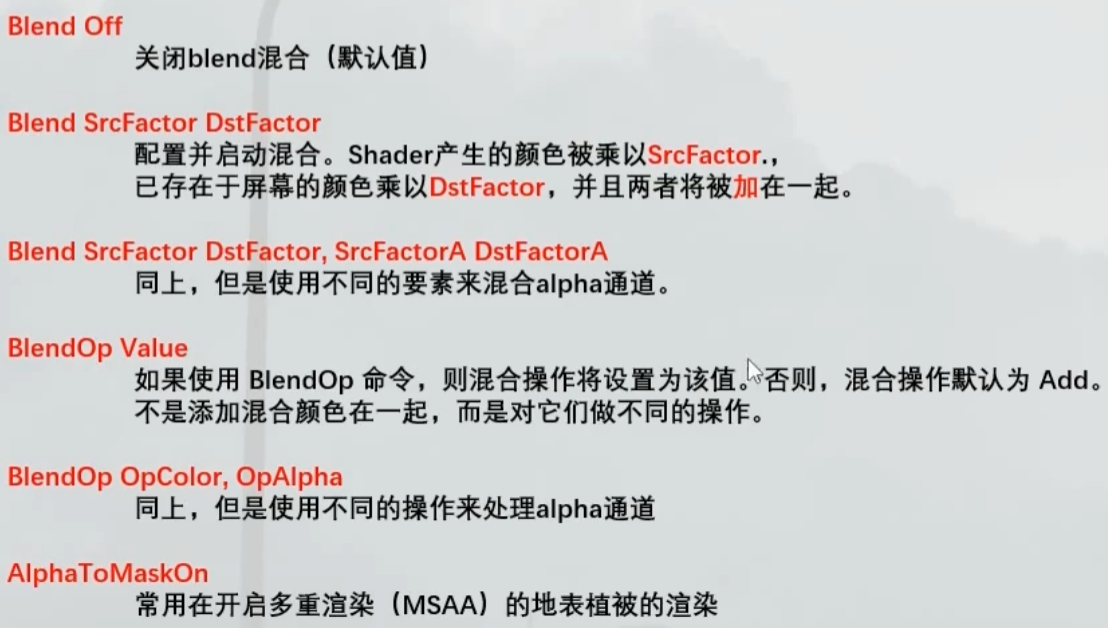 Blend Off
关闭blend混合（默认值）
Blend SrcFactor DstFactor
配置并启动混合。Shader产生的颜色被乘以SrcFactor.，
已存在于屏幕的颜色乘以DstFactor，并且两者将被加在一起。
Blend SrcFactor DstFactor, SrcFactorA DstFactorA
同上，但是使用不同的要素来混合alpha通道。
BlendOp Value
如果使用 BlendOp 命令，则混合操作将设置为该值。否则，混合操作默认为 Add。
不是添加混合颜色在一起，而是对它们做不同的操作。
BlendOp OpColor, OpAlpha
同上，但是使用不同的操作来处理alpha通道
AlphaToMaskOn
常用在开启多重渲染（MSAA）的地表植被的渲染